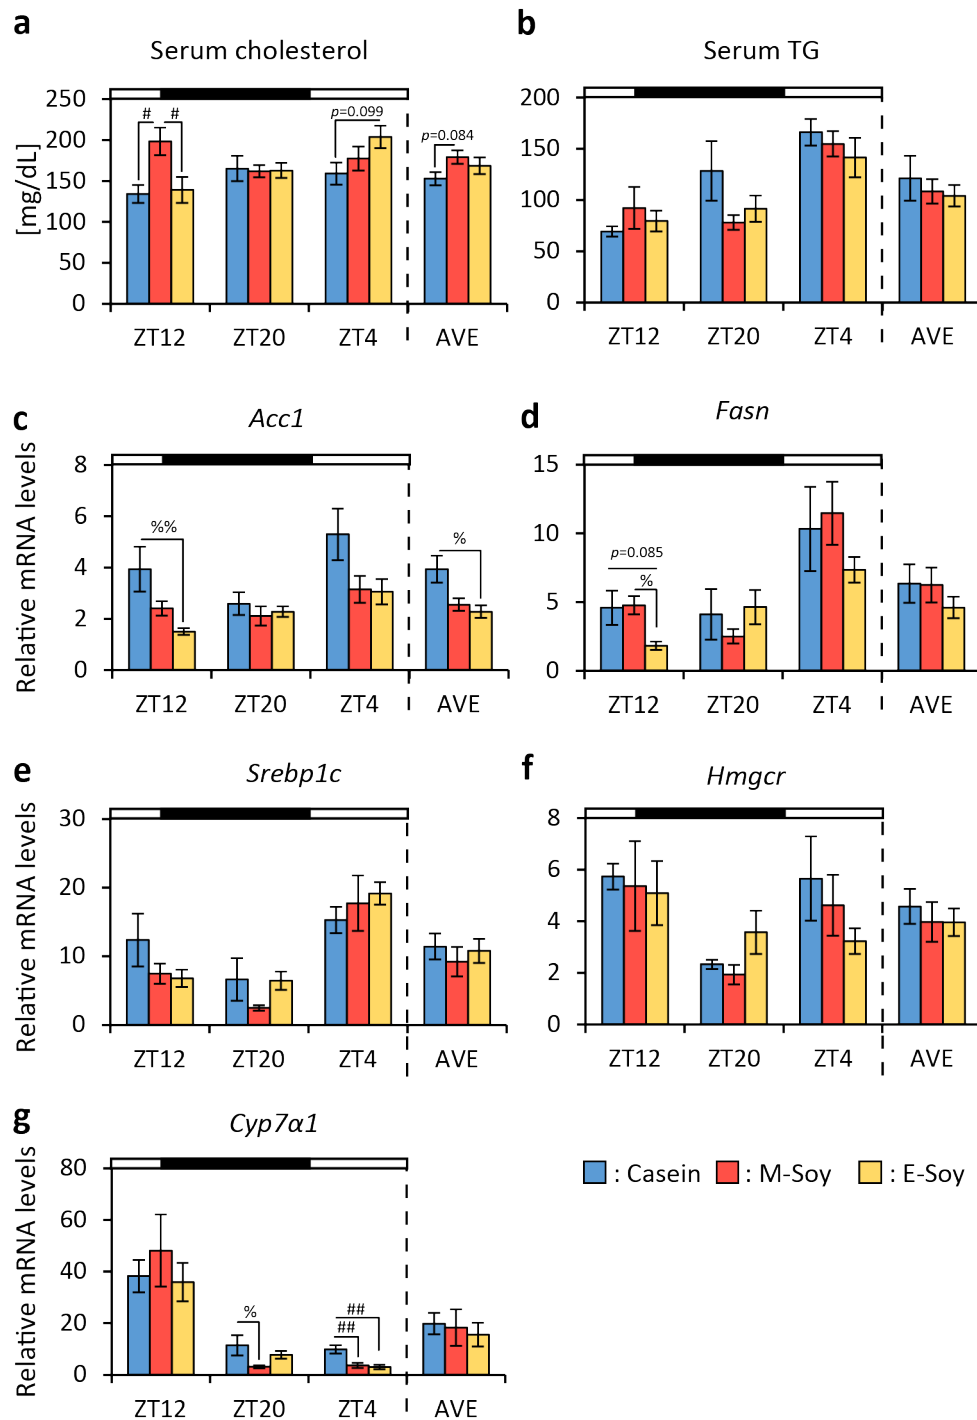 a
Serum cholesterol
[mg/dL]
250
200
150
100
50
0
# #
p=0.099
p=0.084
ZT12 ZT20 ZT4 AVE
b
Serum TG
200
150
100
50
0
ZT12 ZT20 ZT4 AVE
c
Acc1
Relative mRNA levels
8
6
4
2
0
%%
%
ZT12 ZT20 ZT4 AVE
d
Fasn
15
10
5
0
p=0.085
%
ZT12 ZT20 ZT4 AVE
e
Srebp1c
Relative mRNA levels
30
20
10
0
ZT12 ZT20 ZT4 AVE
f
Hmgcr
8
6
4
2
0
ZT12 ZT20 ZT4 AVE
g
Cyp7α1
Relative mRNA levels
80
60
40
20
0
%
##
##
ZT12 ZT20 ZT4 AVE
: Casein : M-Soy : E-Soy